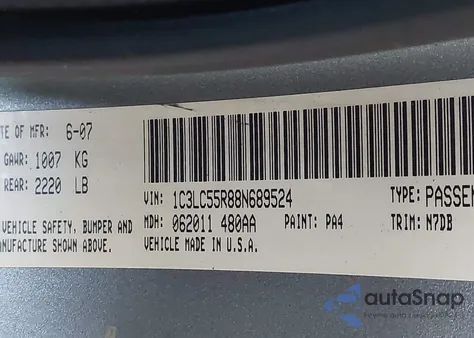 TE OF MFR: 6-07
GAWR: 1007 KG
REAR: 2220 LB
VEHICLE SAFETY, BUMPER AND
NUFACTURE SHOWN ABOVE.
VIN: 1C3LC55R88N689524
TYPE: PASSEN
MDH: 062011 480AA PAINT: PA4 TRIM: N7DB
VEHICLE MADE IN U.S.A.
autoSnap